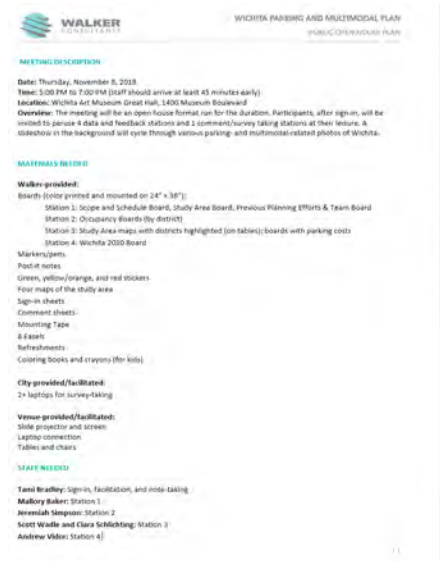 WALKER
CONSULTANTS
WICHITA PARKING AND MULTIMODAL PLAN
PUBLIC OPEN HOUSE PLAN
MEETING DESCRIPTION
Date: Thursday, November 8, 2018
Time: 5:00 PM to 7:00 PM (Staff should arrive at least 45 minutes early)
Location: Wichita Art Museum Great Hall, 1400 Museum Boulevard
Overview: The meeting will be an open house format run for the duration. Participants, after sign-in, will be
invited to peruse 4 data and feedback stations and 1 comment/survey taking stations at their leisure. A
slideshow in the background will cycle through various parking- and multimodal-related photos of Wichita.
MATERIALS NEEDED
Walker-provided:
Boards (color printed and mounted on 24" x 36"):
Station 1: Scope and Schedule Board, Study Area Board, Previous Planning Efforts & Team Board
Station 2: Occupancy Boards (by district)
Station 3: Study Area maps with districts highlighted (on tables); boards with parking costs
Station 4: Wichita 2030 Board
Markers/pens
Post-it notes
Green, yellow/orange, and red stickers
Four maps of the study area
Sign-in sheets
Comment sheets
Mounting Tape
8 Easels
Refreshments
Coloring books and crayons (for kids)
City-provided/facilitated:
2+ laptops for survey-taking
Venue-provided/facilitated:
Slide projector and screen
Laptop connection
Tables and chairs
STAFF NEEDED
Tami Bradley: Sign-in, facilitation, and note-taking
Mallory Baker: Station 1
Jeremiah Simpson: Station 2
Scott Wadle and Clara Schlichting: Station 3
Andrew Vidor: Station 4